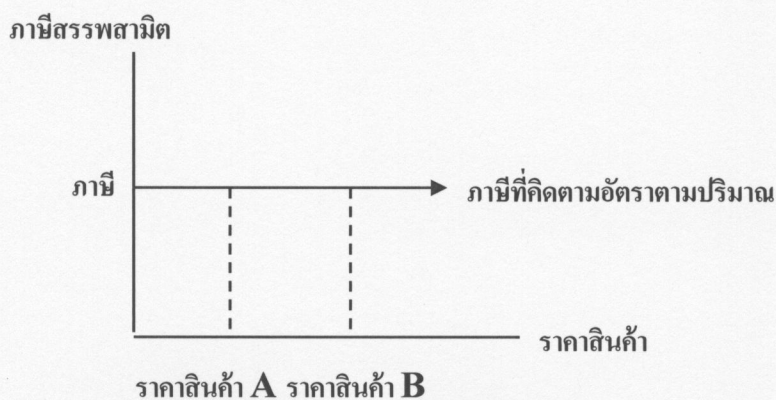 ภาษีสรรพสามิต
ภาษี
ภาษีที่คิดตามอัตราตามปริมาณ
ราคาสินค้า
ราคาสินค้า A ราคาสินค้า B